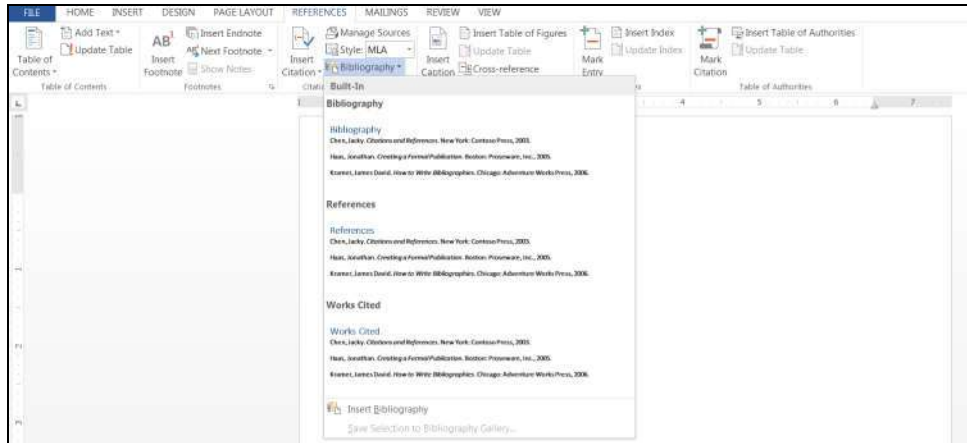 FILE HOME INSERT DESIGN PAGE LAYOUT REFERENCES MAILINGS REVIEW VIEW
Table of Contents
Add Text
Update Table
Table of Contents
AB1
Insert Footnote
Insert Endnote
Next Footnote
Show Notes
Footnotes
Insert Citation
Manage Sources
Style: MLA
Bibliography
Insert Caption
Insert Table of Figures
Update Table
Cross-reference
Mark Entry
Insert Index
Update Index
Mark Citation
Insert Table of Authorities
Update Table
Table of Authorities
Built-In
Bibliography
Bibliography
Chen, Jacky. Citations and References. New York: Contoso Press, 2003.
Haas, Jonathan. Creating a Formal Publication. Boston: Proseware, Inc., 2005.
Kramer, James David. How to Write Bibliographies. Chicago: Adventure Works Press, 2006.
References
References
Chen, Jacky. Citations and References. New York: Contoso Press, 2003.
Haas, Jonathan. Creating a Formal Publication. Boston: Proseware, Inc., 2005.
Kramer, James David. How to Write Bibliographies. Chicago: Adventure Works Press, 2006.
Works Cited
Works Cited
Chen, Jacky. Citations and References. New York: Contoso Press, 2003.
Haas, Jonathan. Creating a Formal Publication. Boston: Proseware, Inc., 2005.
Kramer, James David. How to Write Bibliographies. Chicago: Adventure Works Press, 2006.
Insert Bibliography
Save Selection to Bibliography Gallery...
4 5 6 7